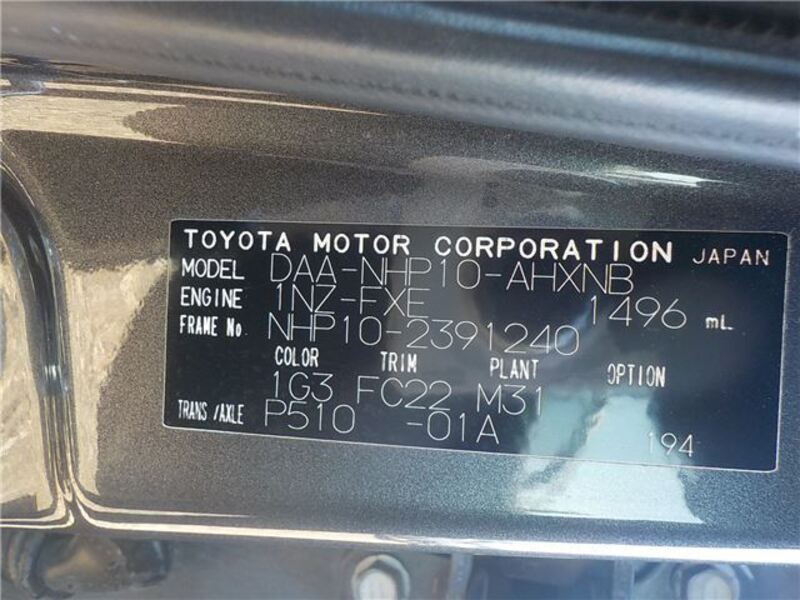 TOYOTA MOTOR CORPORATION JAPAN
MODEL DAA-NHP10-AHXNB
ENGINE 1NZ-FXE 1496 mL
FRAME No NHP10-2391240
COLOR TRIM PLANT OPTION
1G3 FC22 M31
TRANS/AXLE P510 -01A 194